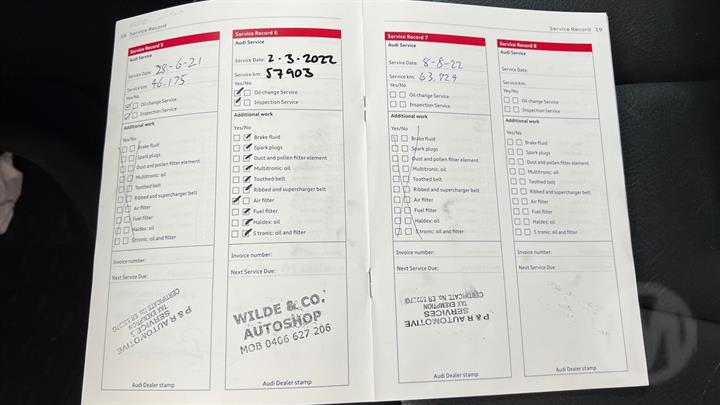 18 Service Record
Service Record 5
Audi Service
Service Date: 28-6-21
Service km: 46,175
Yes/No
Oil change Service
Inspection Service
Additional work
Yes/No
Brake fluid
Spark plugs
Dust and pollen filter element
Multitronic: oil
Toothed belt
Ribbed and supercharger belt
Air filter
Fuel filter
Haldex: oil
S tronic: oil and filter
Invoice number:
Next Service Due:
P & R AUTOMOTIVE
SERVICES
TAX EXEMPTION
CERTIFICATE No. ER
Audi Dealer stamp
Service Record 6
Audi Service
Service Date: 2.3.2022
Service km: 57903
Yes/No
Oil change Service
Inspection Service
Additional work
Yes/No
Brake fluid
Spark plugs
Dust and pollen filter element
Multitronic: oil
Toothed belt
Ribbed and supercharger belt
Air filter
Fuel filter
Haldex: oil
S tronic: oil and filter
Invoice number:
Next Service Due:
WILDE & CO.
AUTOSHOP
MOB 0406 627 206
Audi Dealer stamp
Service Record 19
Service Record 7
Audi Service
Service Date: 8-8-22
Service km: 63,924
Yes/No
Oil change Service
Inspection Service
Additional work
Yes/No
Brake fluid
Spark plugs
Dust and pollen filter element
Multitronic: oil
Toothed belt
Ribbed and supercharger belt
Air filter
Fuel filter
Haldex: oil
S tronic: oil and filter
Invoice number:
Next Service Due:
P & R AUTOMOTIVE
SERVICES
TAX EXEMPTION
CERTIFICATE No. ER
Audi Dealer stamp
Service Record 8
Audi Service
Service Date:
Service km:
Yes/No
Oil change Service
Inspection Service
Additional work
Yes/No
Brake fluid
Spark plugs
Dust and pollen filter element
Multitronic: oil
Toothed belt
Ribbed and supercharger belt
Air filter
Fuel filter
Haldex: oil
S tronic: oil and filter
Invoice number:
Next Service Due:
Audi Dealer stamp